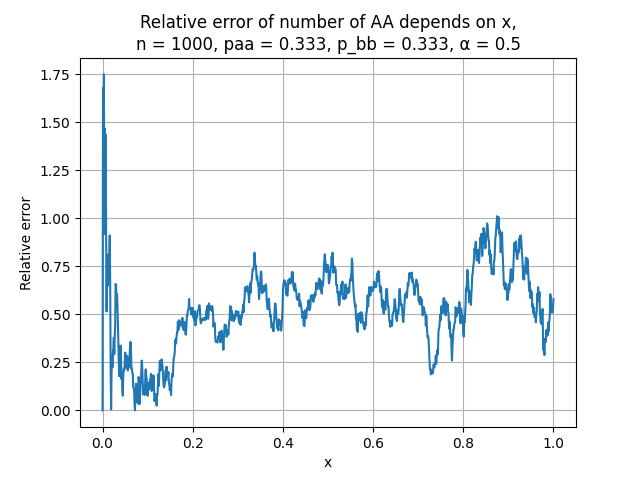 Relative error of number of AA depends on x,
n = 1000, paa = 0.333, p_bb = 0.333, α = 0.5
1.75
1.50
1.25
1.00
0.75
0.50
0.25
0.00
Relative error
0.0 0.2 0.4 0.6 0.8 1.0
x